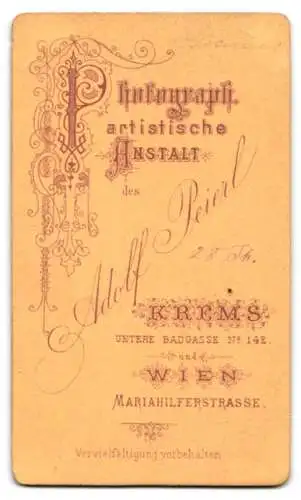 Photograph.
artistische
ANSTALT
des
Adolf Peierl
KREMS
UNTERE BADGASSE No 142.
und
WIEN
MARIAHILFERSTRASSE.
Vervielfältigung vorbehalten